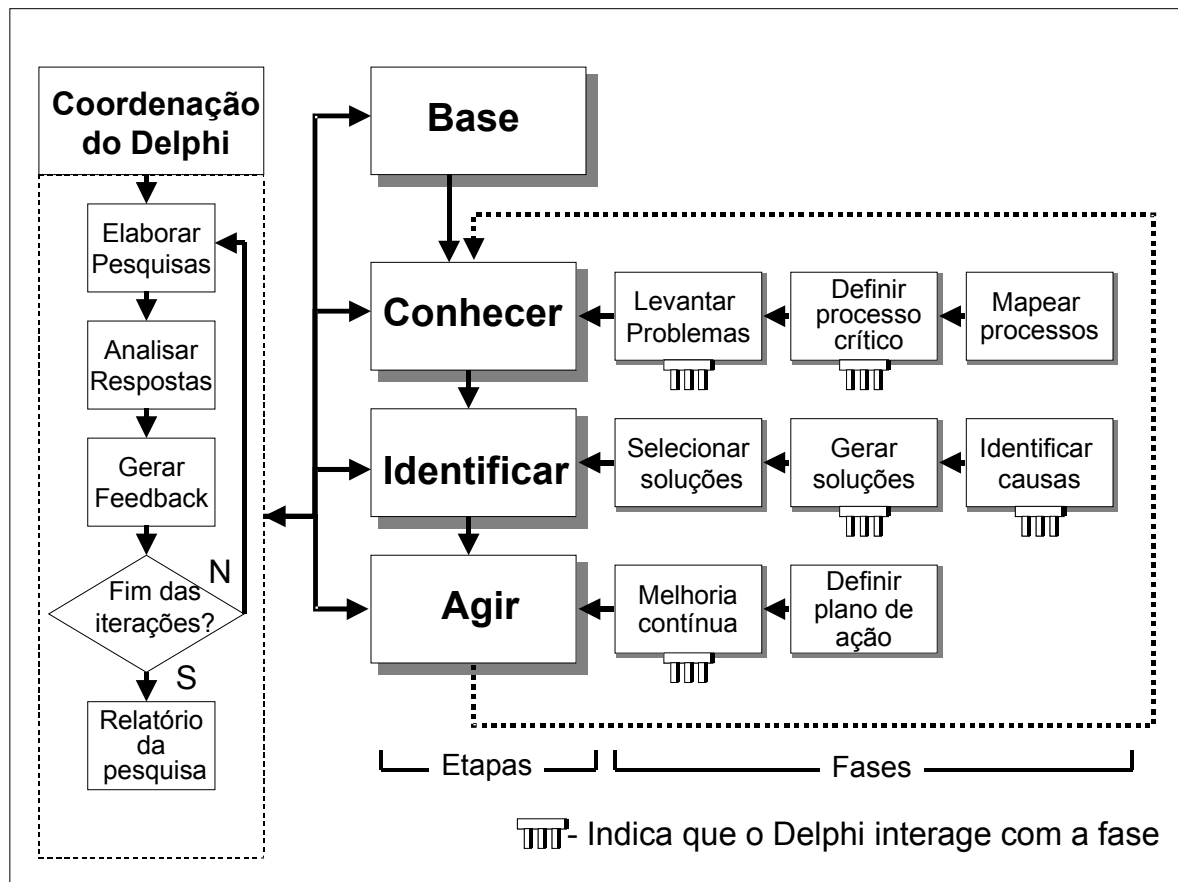 Coordenação
do Delphi
Elaborar
Pesquisas
Analisar
Respostas
Gerar
Feedback
Fim das
iterações?
N
S
Relatório
da
pesquisa
Base
Conhecer
Levantar
Problemas
Definir
processo
crítico
Mapear
processos
Identificar
Selecionar
soluções
Gerar
soluções
Identificar
causas
Agir
Melhoria
contínua
Definir
plano de
ação
Etapas
Fases
- Indica que o Delphi interage com a fase